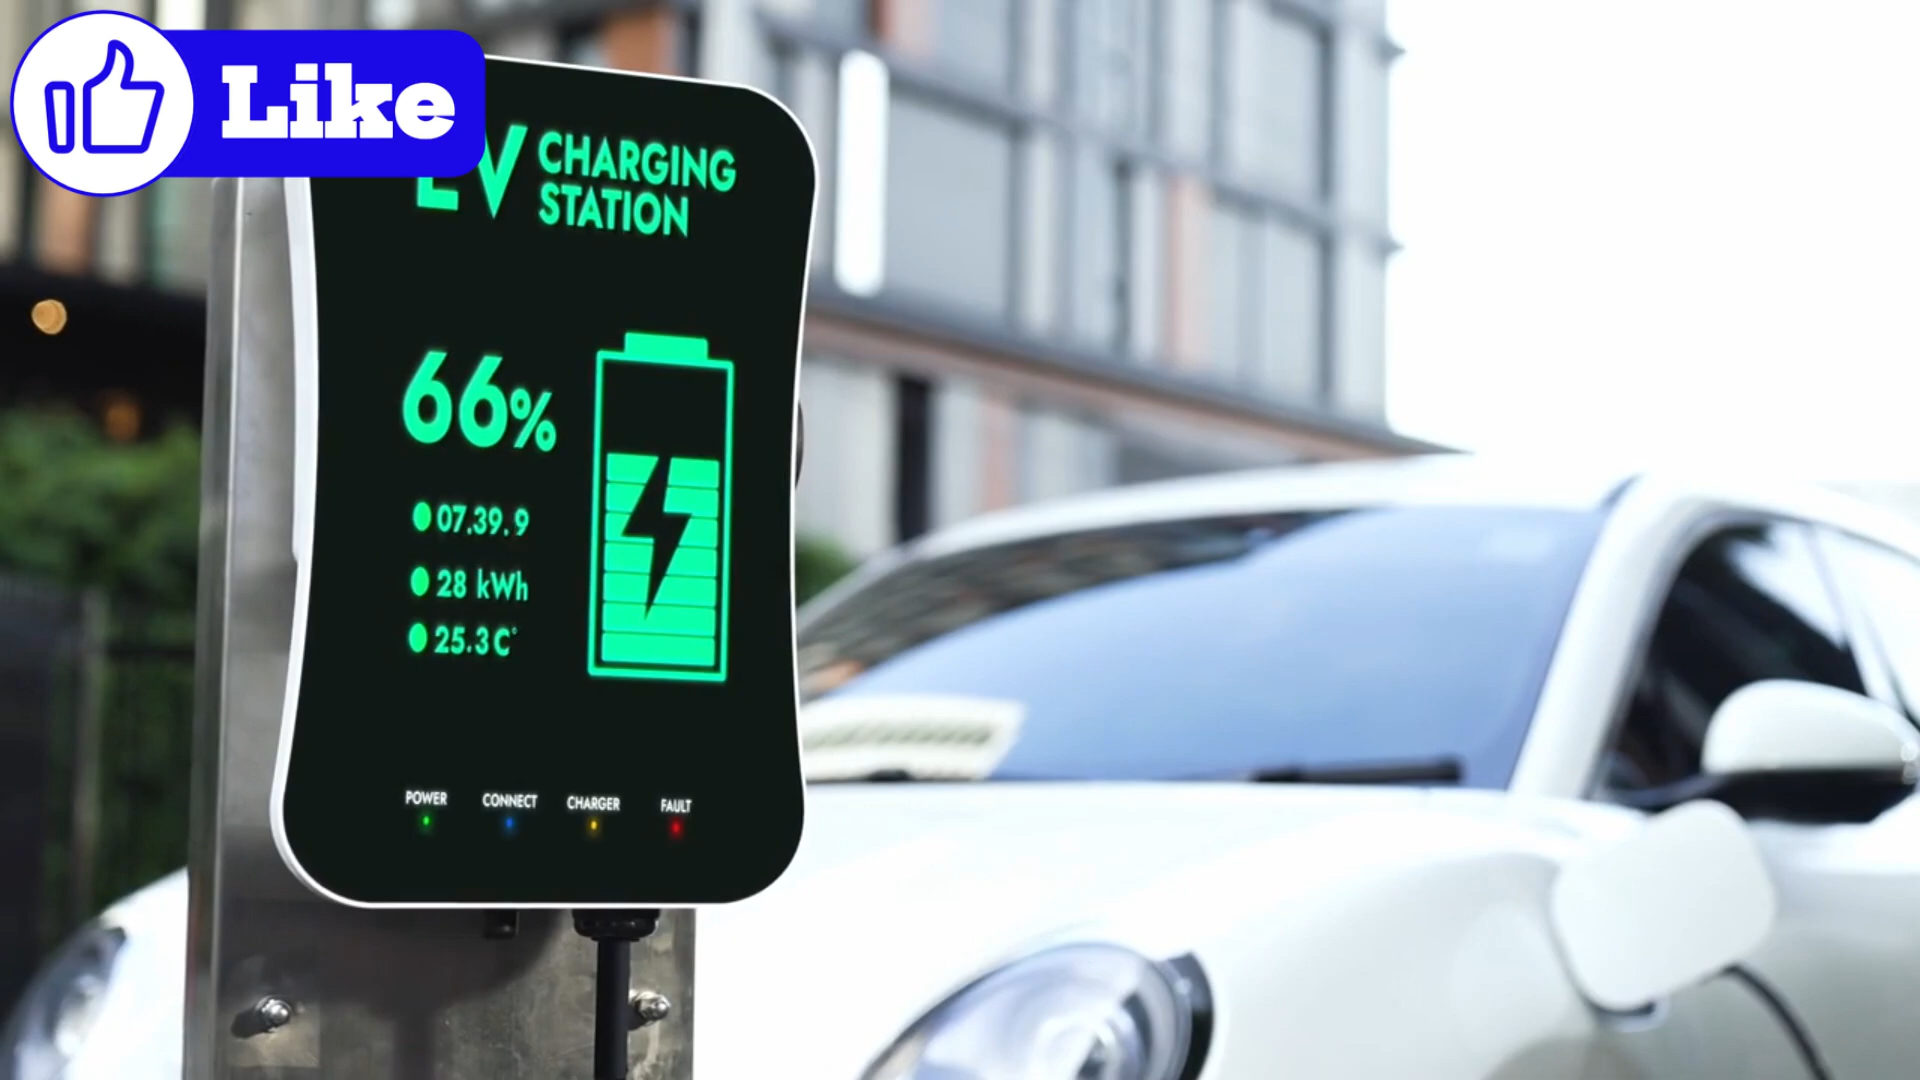 Like
EV CHARGING
STATION
66%
07.39.9
28 kWh
25.3C°
POWER CONNECT CHARGER FAULT